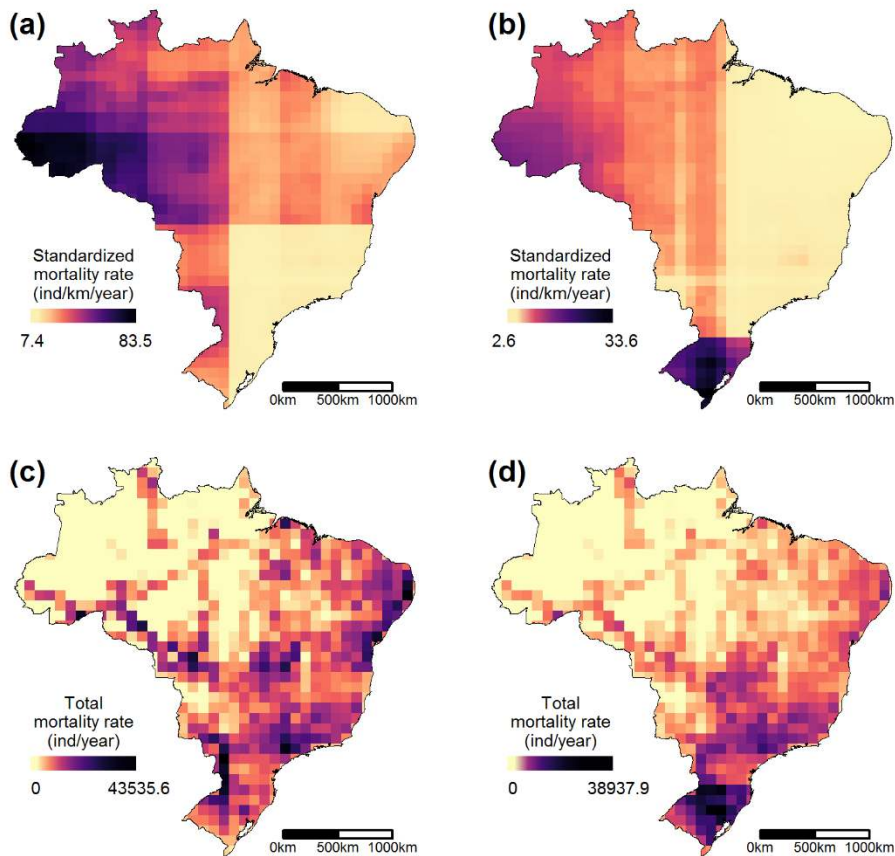 (a)
Standardized
mortality rate
(ind/km/year)
7.4 83.5
0km 500km 1000km
(b)
Standardized
mortality rate
(ind/km/year)
2.6 33.6
0km 500km 1000km
(c)
Total
mortality rate
(ind/year)
0 43535.6
0km 500km 1000km
(d)
Total
mortality rate
(ind/year)
0 38937.9
0km 500km 1000km